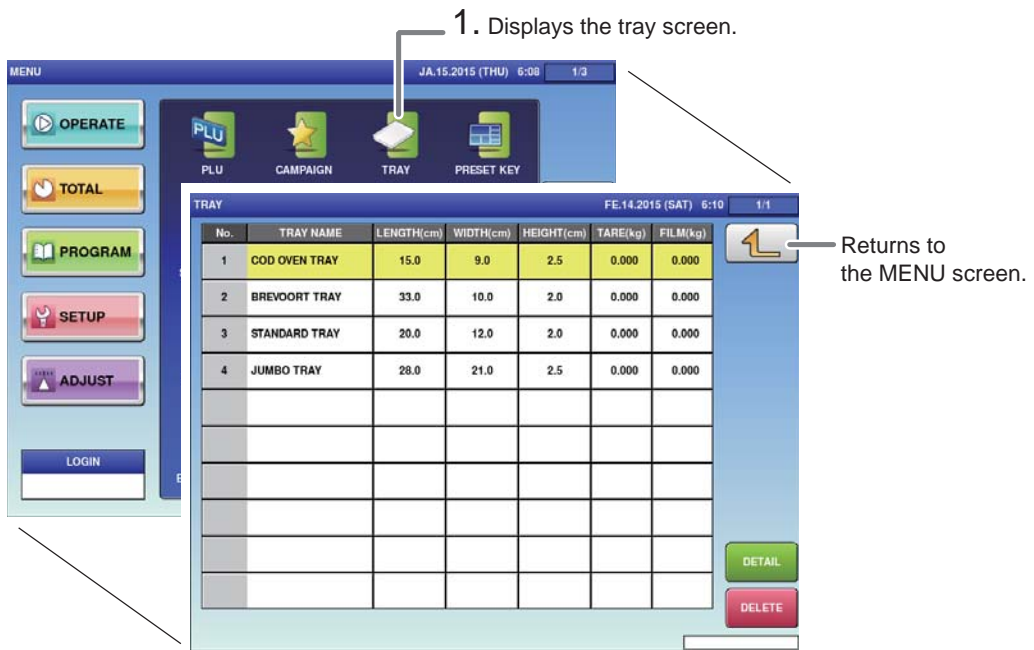 1. Displays the tray screen.
MENU JA.15.2015 (THU) 6:08 1/3
OPERATE
TOTAL
PROGRAM
SETUP
ADJUST
LOGIN
PLU
PLU CAMPAIGN TRAY PRESET KEY
TRAY FE.14.2015 (SAT) 6:10 1/1
No. TRAY NAME LENGTH(cm) WIDTH(cm) HEIGHT(cm) TARE(kg) FILM(kg)
1 COD OVEN TRAY 15.0 9.0 2.5 0.000 0.000
2 BREVOORT TRAY 33.0 10.0 2.0 0.000 0.000
3 STANDARD TRAY 20.0 12.0 2.0 0.000 0.000
4 JUMBO TRAY 28.0 21.0 2.5 0.000 0.000
DETAIL
DELETE
Returns to
the MENU screen.